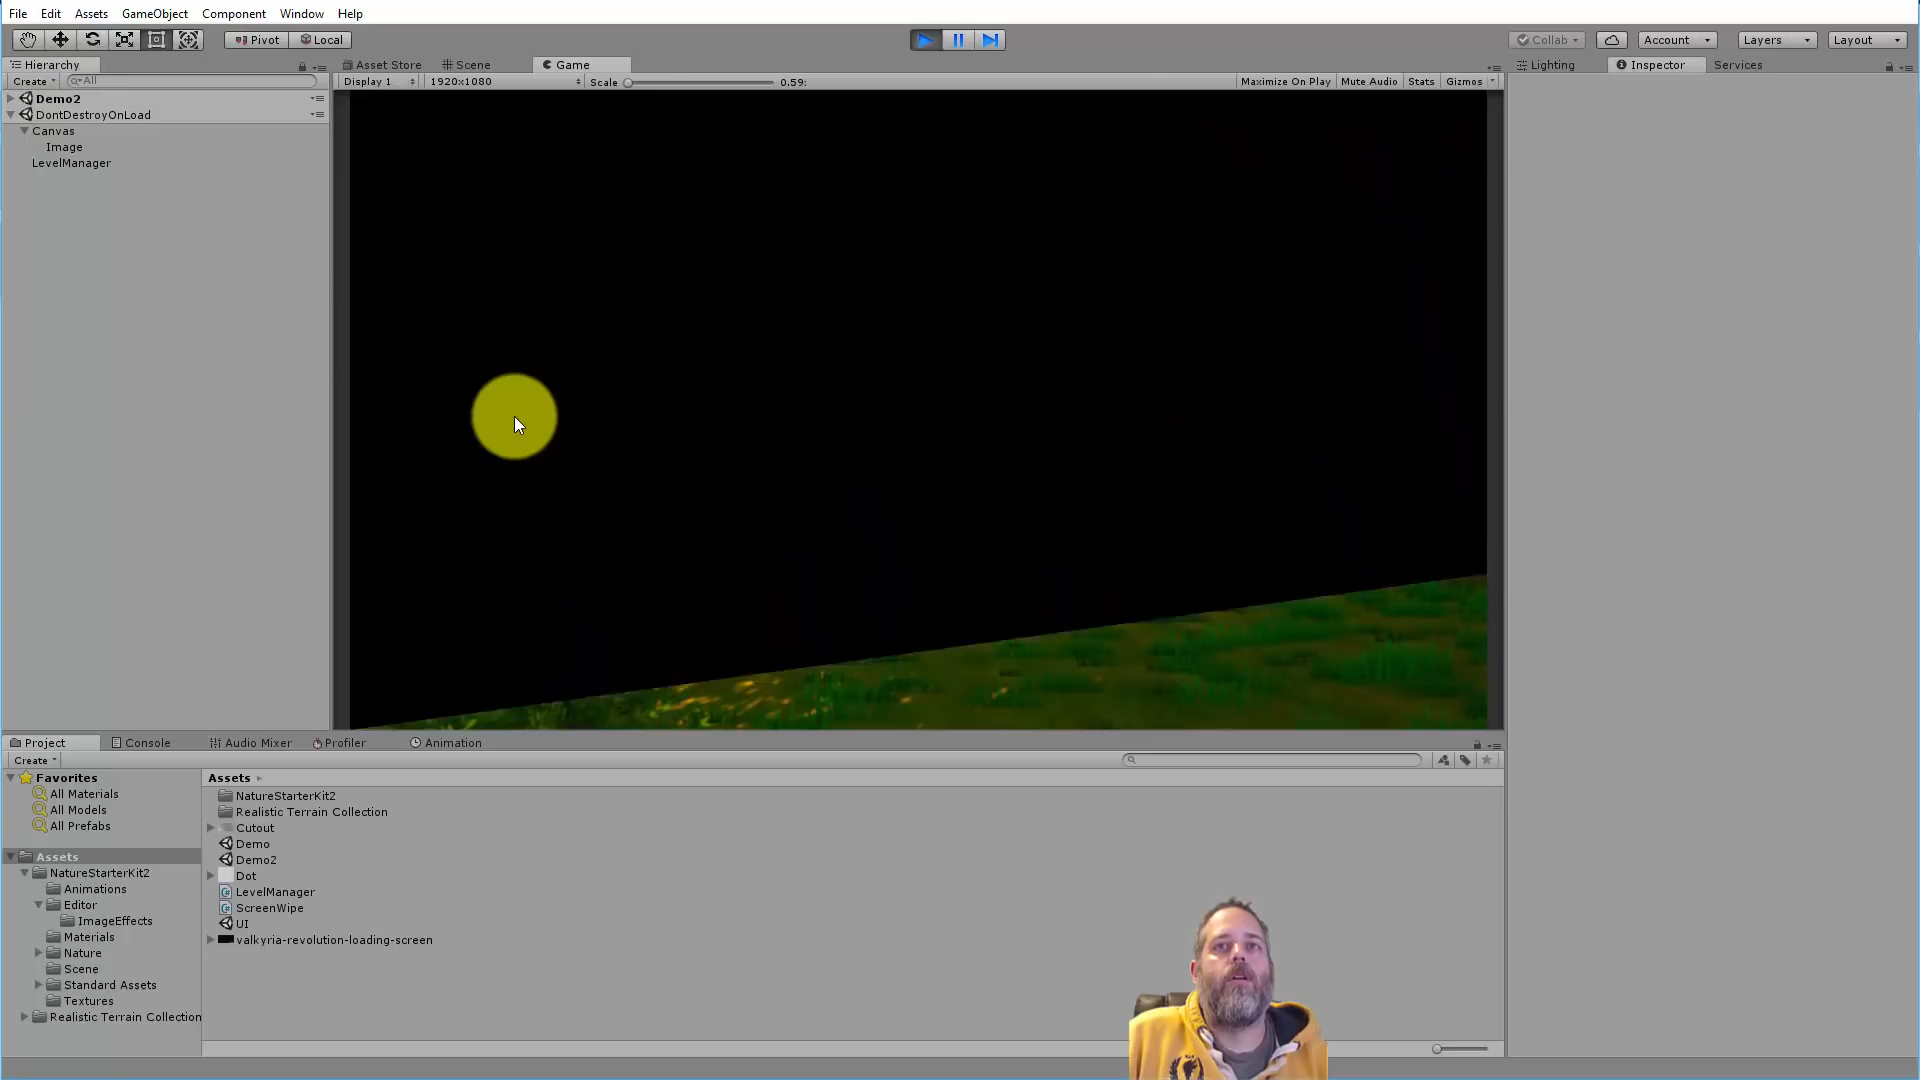 File Edit Assets GameObject Component Window Help
Pivot Local Collab Account Layers Layout
Hierarchy Asset Store Scene Game Lighting Inspector Services
Create All Display 1 1920x1080 Scale 0.59: Maximize On Play Mute Audio Stats Gizmos
Demo2
DontDestroyOnLoad
Canvas
Image
LevelManager
Project Console Audio Mixer Profiler Animation
Create
Favorites
All Materials
All Models
All Prefabs
Assets
NatureStarterKit2
Animations
Editor
ImageEffects
Materials
Nature
Scene
Standard Assets
Textures
Realistic Terrain Collection
Assets
NatureStarterKit2
Realistic Terrain Collection
Cutout
Demo
Demo2
Dot
LevelManager
ScreenWipe
UI
valkyria-revolution-loading-screen